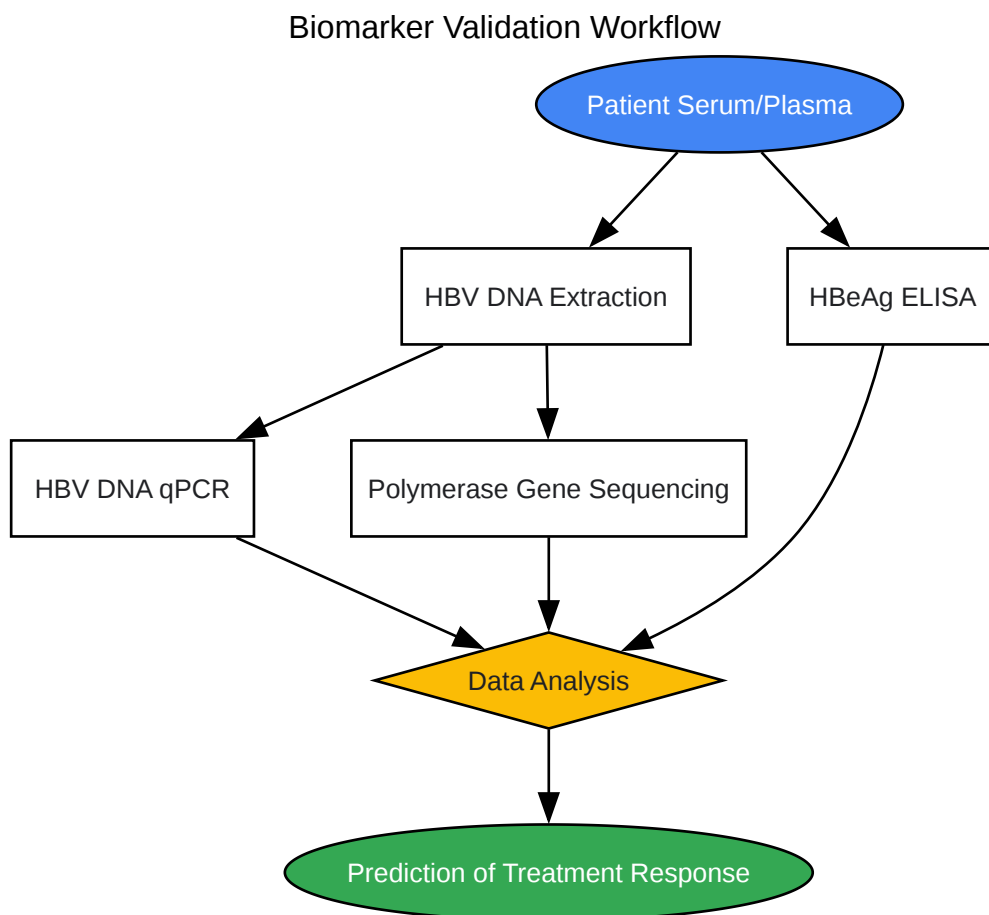 Biomarker Validation Workflow
Patient Serum/Plasma
HBV DNA Extraction
HBeAg ELISA
HBV DNA qPCR
Polymerase Gene Sequencing
Data Analysis
Prediction of Treatment Response